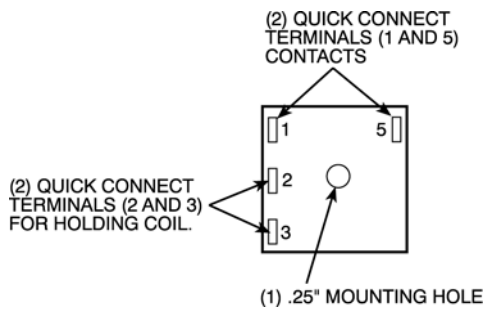 (2) QUICK CONNECT
TERMINALS (1 AND 5)
CONTACTS
1
5
2
3
(2) QUICK CONNECT
TERMINALS (2 AND 3)
FOR HOLDING COIL.
(1) .25" MOUNTING HOLE